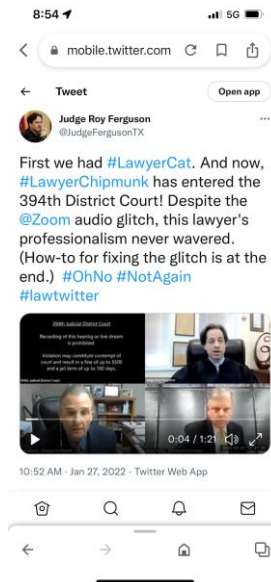 8:54
5G
mobile.twitter.com
Tweet
Open app
Judge Roy Ferguson
@JudgeFergusonTX
First we had #LawyerCat. And now,
#LawyerChipmunk has entered the
394th District Court! Despite the
@Zoom audio glitch, this lawyer's
professionalism never wavered.
(How-to for fixing the glitch is at the
end.) #OhNo #NotAgain
#lawtwitter
394th Judicial District Court
Recording of this hearing or live stream
is prohibited
Violation may constitute contempt of
court and result in a fine of up to $500
and a jail term of up to 180 days.
0:04 / 1:21
10:52 AM · Jan 27, 2022 · Twitter Web App